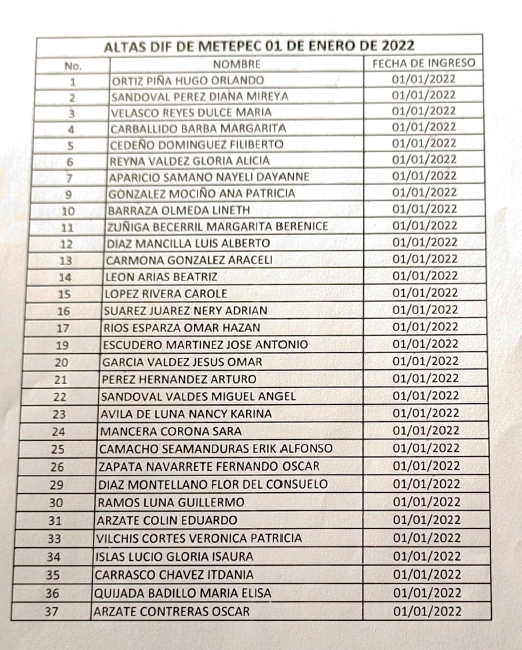 ALTAS DIF DE METEPEC 01 DE ENERO DE 2022
No. NOMBRE FECHA DE INGRESO
1 ORTIZ PIÑA HUGO ORLANDO 01/01/2022
2 SANDOVAL PEREZ DIANA MIREYA 01/01/2022
3 VELASCO REYES DULCE MARIA 01/01/2022
4 CARBALLIDO BARBA MARGARITA 01/01/2022
5 CEDEÑO DOMINGUEZ FILIBERTO 01/01/2022
6 REYNA VALDEZ GLORIA ALICIA 01/01/2022
7 APARICIO SAMANO NAYELI DAYANNE 01/01/2022
9 GONZALEZ MOCIÑO ANA PATRICIA 01/01/2022
10 BARRAZA OLMEDA LINETH 01/01/2022
11 ZUÑIGA BECERRIL MARGARITA BERENICE 01/01/2022
12 DIAZ MANCILLA LUIS ALBERTO 01/01/2022
13 CARMONA GONZALEZ ARACELI 01/01/2022
14 LEON ARIAS BEATRIZ 01/01/2022
15 LOPEZ RIVERA CAROLE 01/01/2022
16 SUAREZ JUAREZ NERY ADRIAN 01/01/2022
17 RIOS ESPARZA OMAR HAZAN 01/01/2022
19 ESCUDERO MARTINEZ JOSE ANTONIO 01/01/2022
20 GARCIA VALDEZ JESUS OMAR 01/01/2022
21 PEREZ HERNANDEZ ARTURO 01/01/2022
22 SANDOVAL VALDES MIGUEL ANGEL 01/01/2022
23 AVILA DE LUNA NANCY KARINA 01/01/2022
24 MANCERA CORONA SARA 01/01/2022
25 CAMACHO SEAMANDURAS ERIK ALFONSO 01/01/2022
26 ZAPATA NAVARRETE FERNANDO OSCAR 01/01/2022
29 DIAZ MONTELLANO FLOR DEL CONSUELO 01/01/2022
30 RAMOS LUNA GUILLERMO 01/01/2022
31 ARZATE COLIN EDUARDO 01/01/2022
33 VILCHIS CORTES VERONICA PATRICIA 01/01/2022
34 ISLAS LUCIO GLORIA ISAURA 01/01/2022
35 CARRASCO CHAVEZ ITDANIA 01/01/2022
36 QUIJADA BADILLO MARIA ELISA 01/01/2022
37 ARZATE CONTRERAS OSCAR 01/01/2022